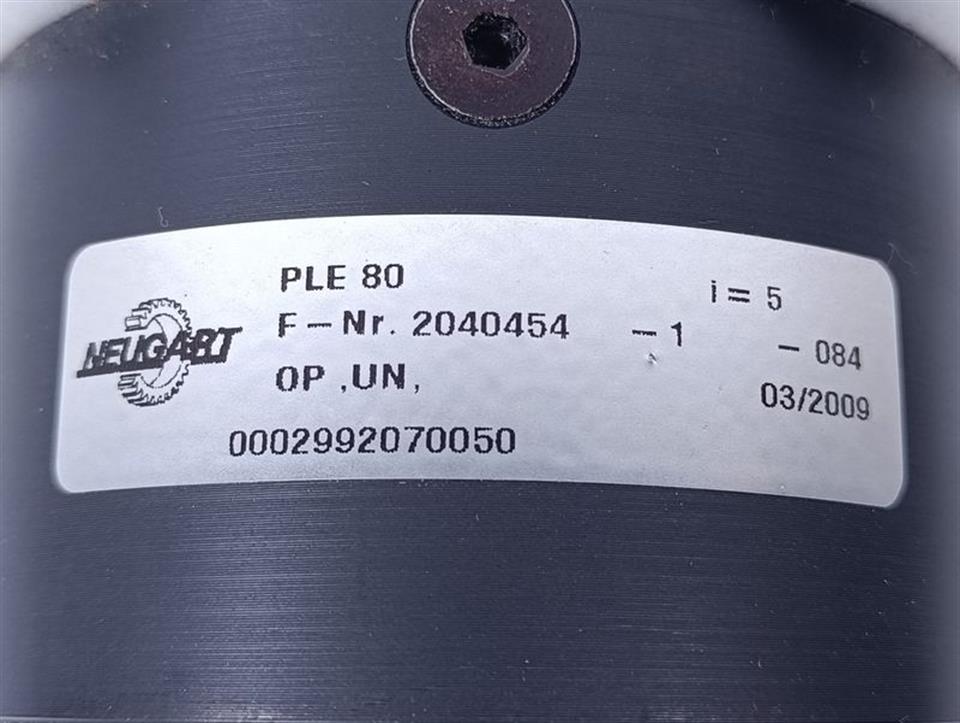 NEUGART
PLE 80 i = 5
F-Nr. 2040454 -1 - 084
OP ,UN, 03/2009
0002992070050